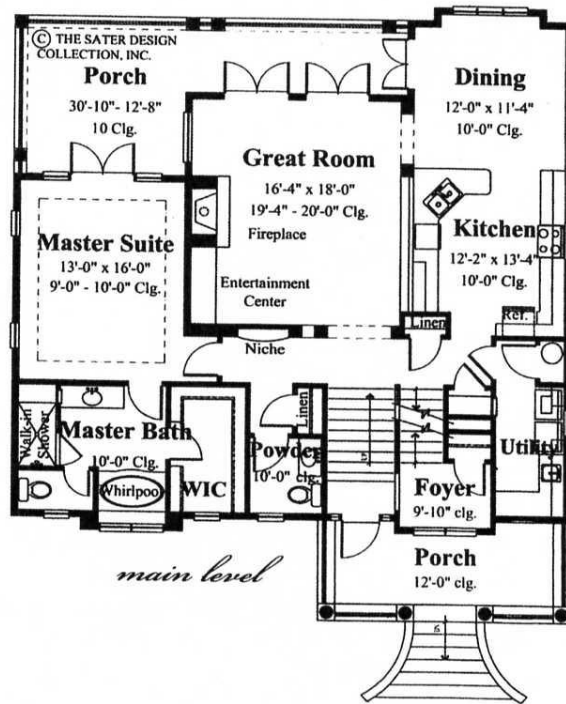 © THE SATER DESIGN
COLLECTION, INC.
Porch
30'-10"- 12'-8"
10 Clg.
Dining
12'-0" x 11'-4"
10'-0" Clg.
Great Room
16'-4" x 18'-0"
19'-4" - 20'-0" Clg.
Fireplace
Entertainment
Center
Master Suite
13'-0" x 16'-0"
9'-0" - 10'-0" Clg.
Kitchen
12'-2" x 13'-4"
10'-0" Clg.
Ref.
Linen
Niche
Walk-in
Shower
Master Bath
10'-0" Clg.
Whirlpoo
WIC
Linen
Powder
10'-0" clg.
Utility
Foyer
9'-10" clg.
Porch
12'-0" clg.
main level